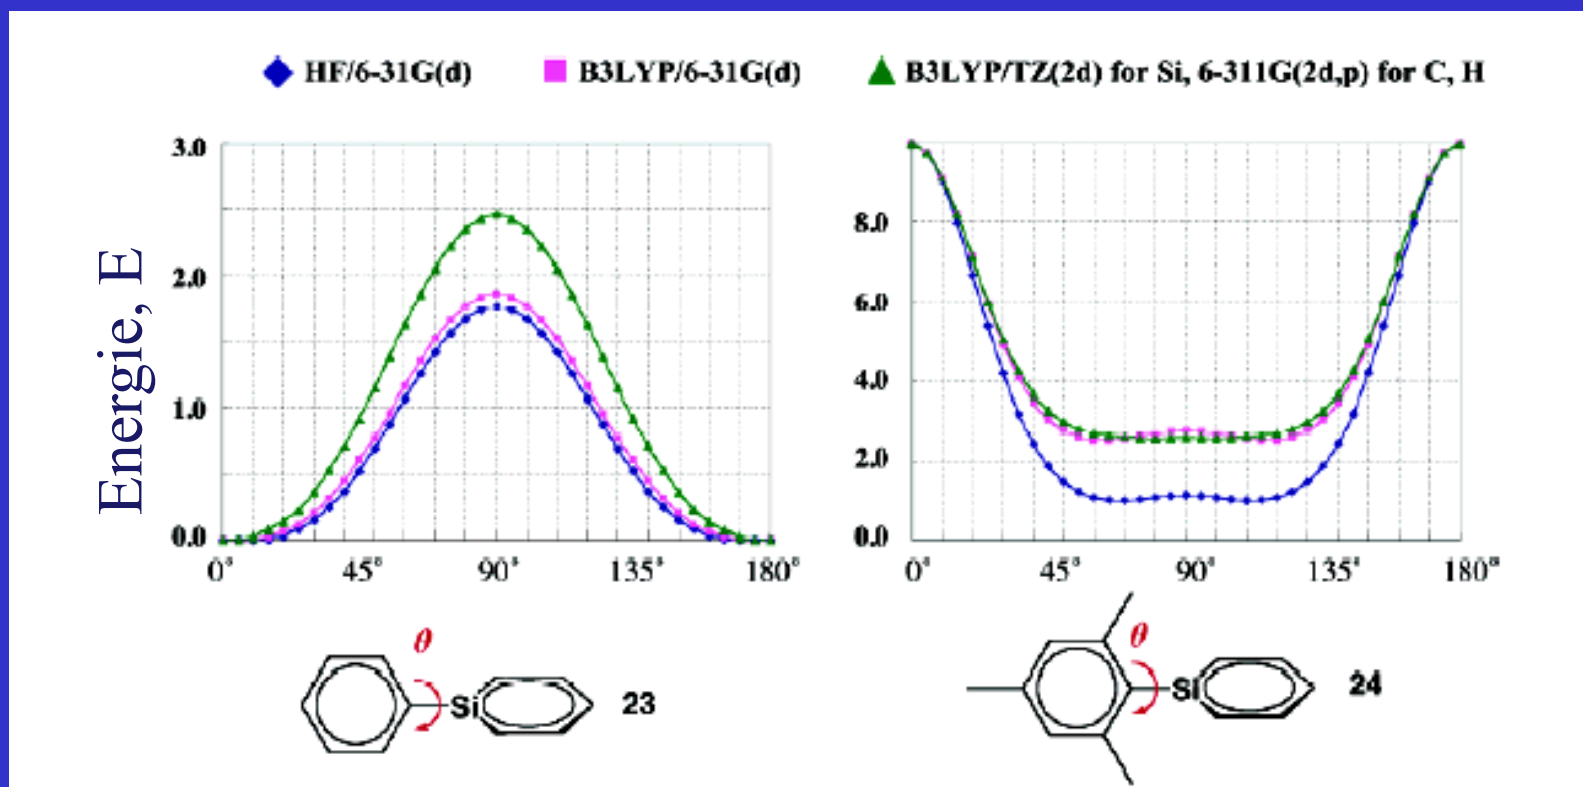 HF/6-31G(d) B3LYP/6-31G(d) B3LYP/TZ(2d) for Si, 6-311G(2d,p) for C, H
Energie, E
3.0
2.0
1.0
0.0
0° 45° 90° 135° 180°
8.0
6.0
4.0
2.0
0.0
0° 45° 90° 135° 180°
θ
Si
23
θ
Si
24